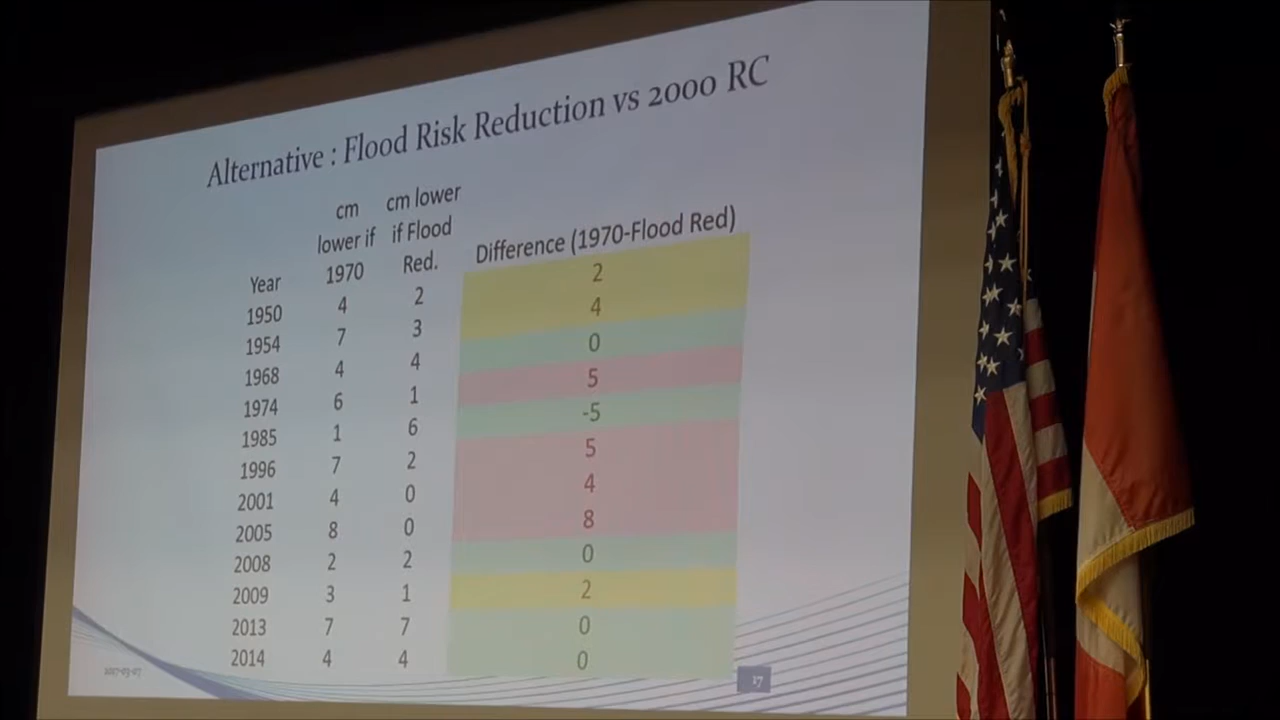 Alternative : Flood Risk Reduction vs 2000 RC
cm lower if 1970
cm lower if Flood Red.
Year
Difference (1970-Flood Red)
1950 4 2 2
1954 7 3 4
1968 4 4 0
1974 6 1 5
1985 1 6 -5
1996 7 2 5
2001 4 0 4
2005 8 0 8
2008 2 2 0
2009 3 1 2
2013 7 7 0
2014 4 4 0
2017-03-07
17